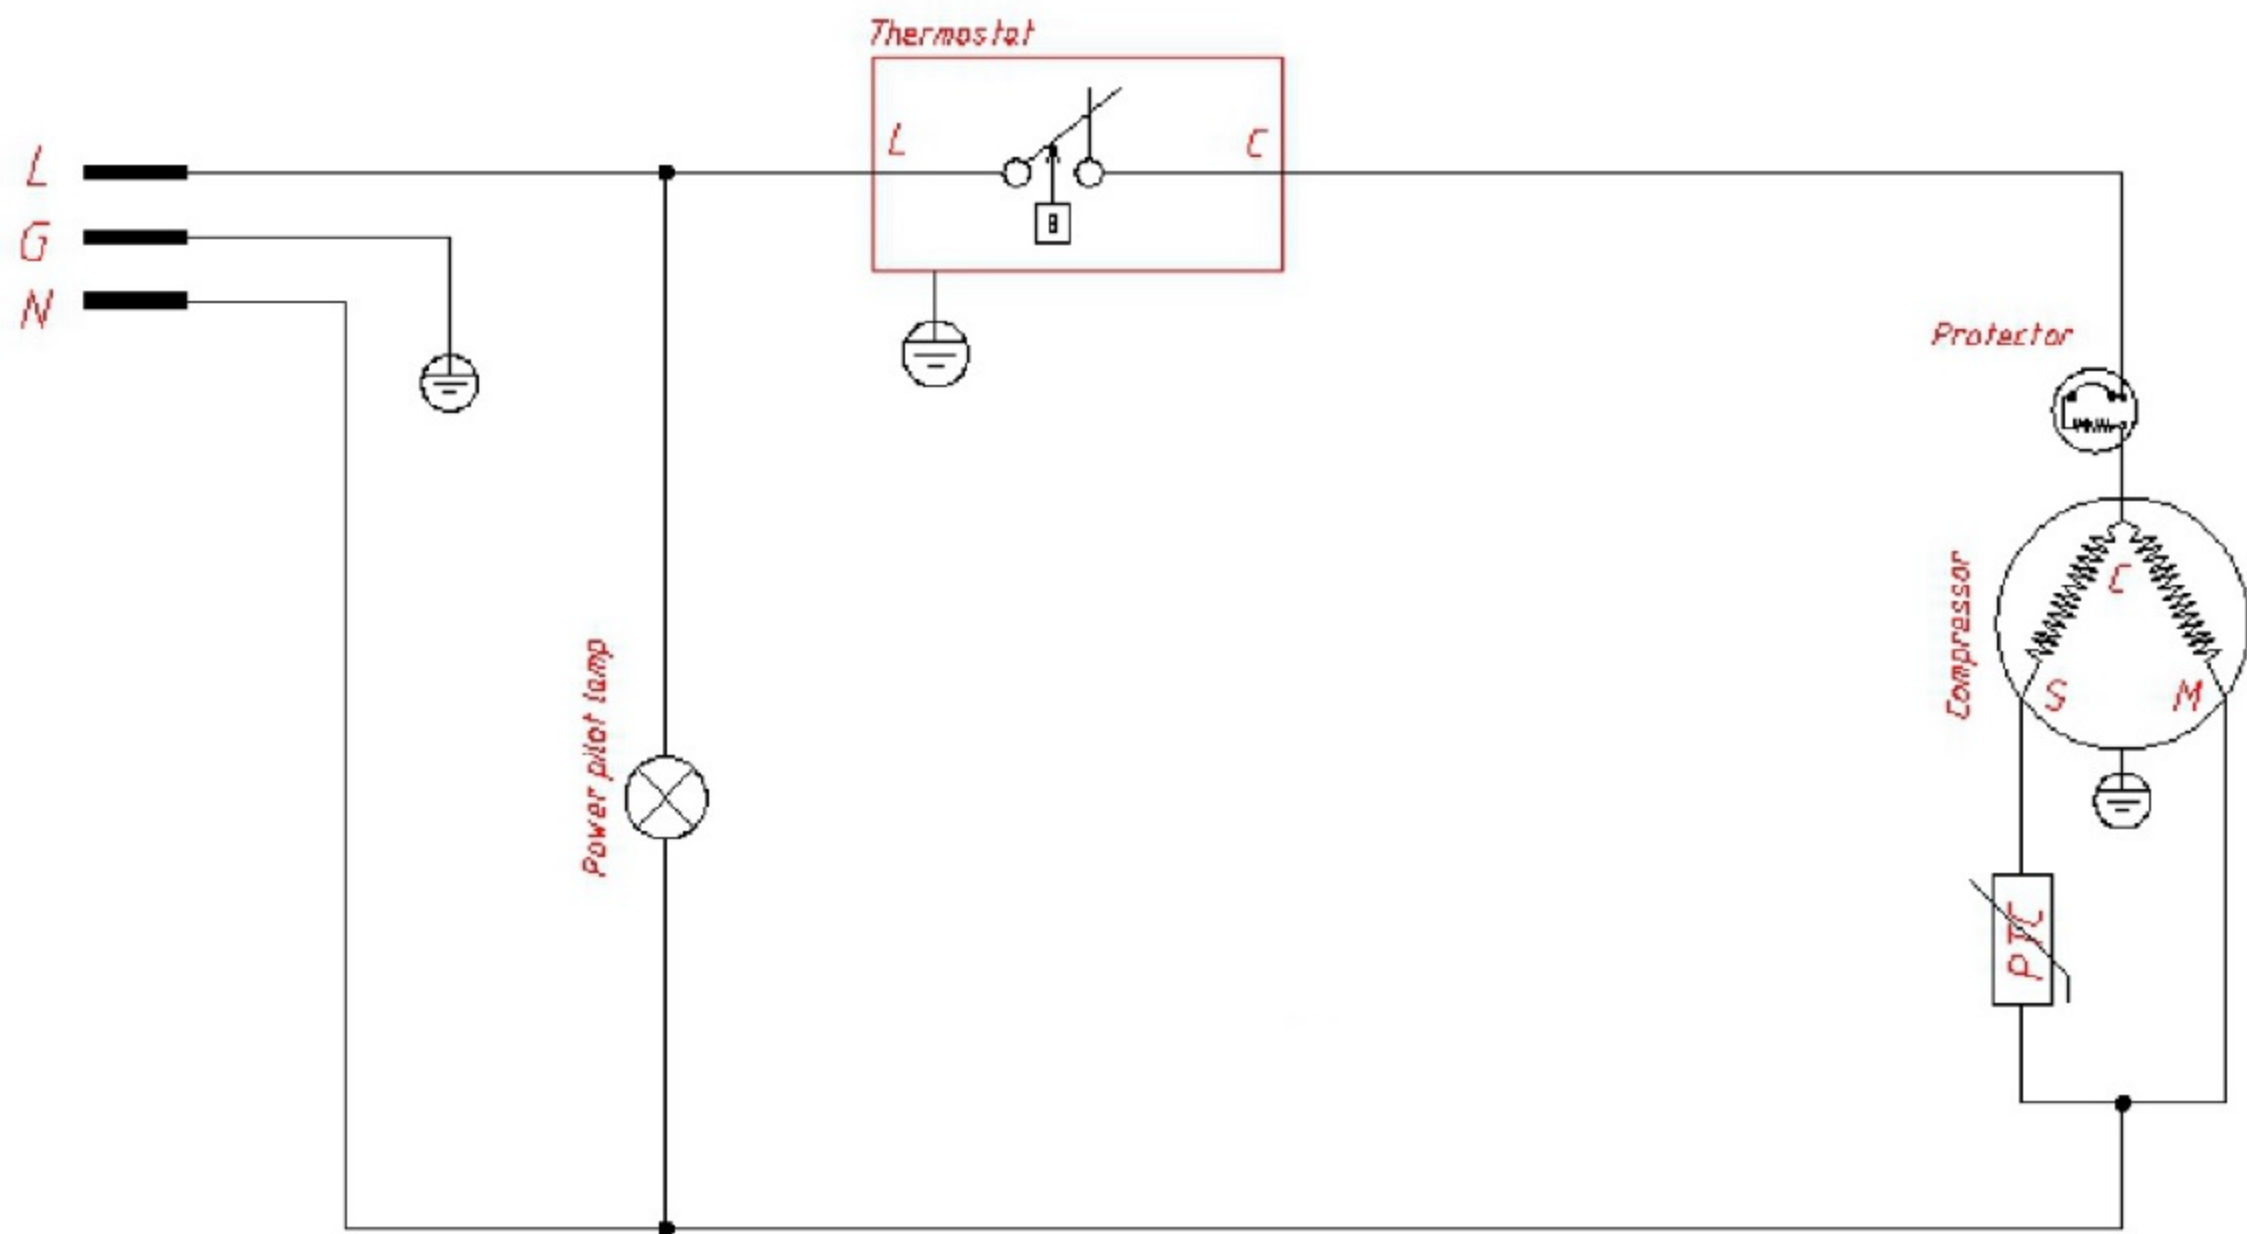 Thermostat
L
C
L
G
N
Protector
Compressor
C
S
M
Power pilot lamp
PTC